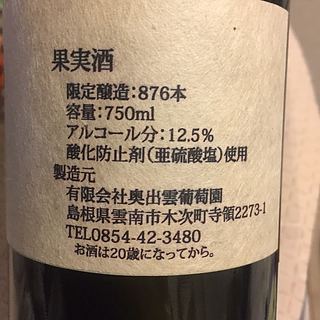 果実酒
限定醸造：876本
容量：750ml
アルコール分：12.5%
酸化防止剤（亜硫酸塩）使用
製造元
有限会社奥出雲葡萄園
島根県雲南市木次町寺領2273-1
TEL0854-42-3480
お酒は20歳になってから。